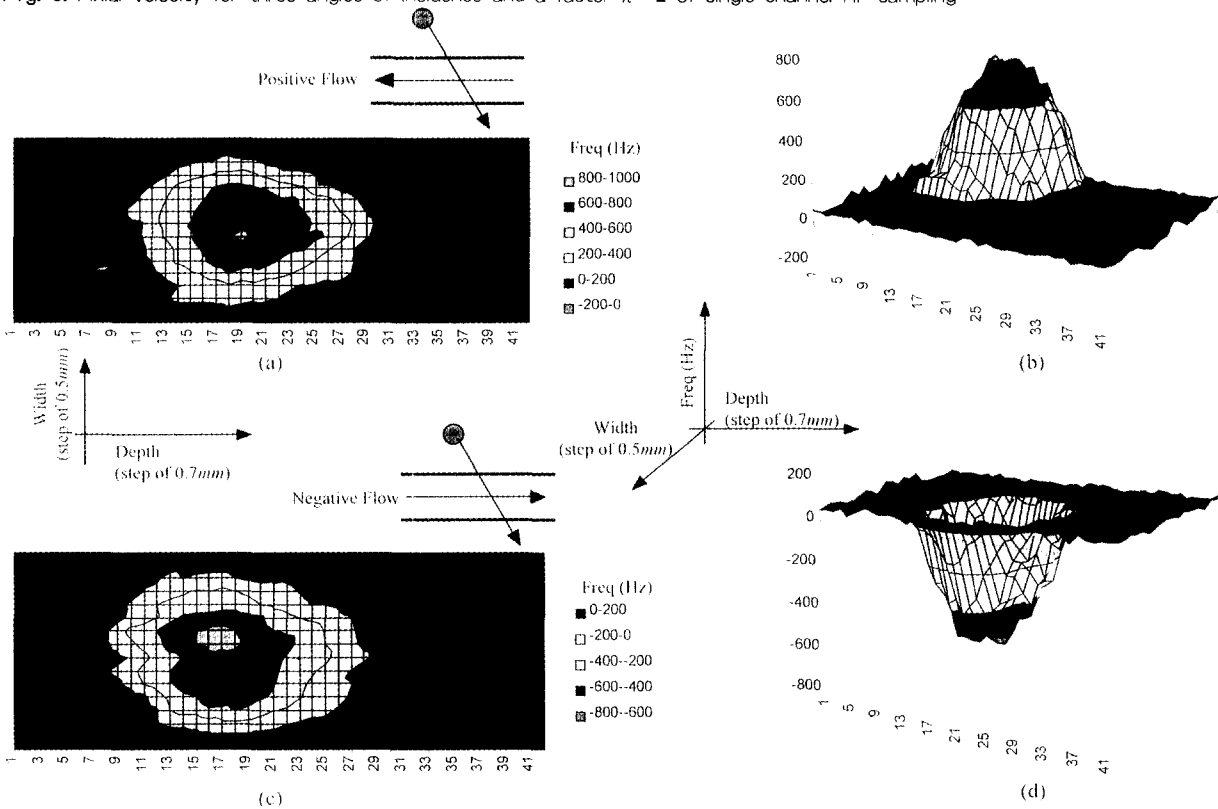 Positive Flow
Freq (Hz)
800-1000
600-800
400-600
200-400
0-200
-200-0
1 3 5 7 9 11 13 15 17 19 21 23 25 27 29 31 33 35 37 39 41
(a)
800
600
400
200
0
-200
1 5 9 13 17 21 25 29 33 37 41
(b)
Width
(step of 0.5mm)
Depth
(step of 0.7mm)
Freq (Hz)
Width
(step of 0.5mm)
Depth
(step of 0.7mm)
Negative Flow
Freq (Hz)
0-200
-200-0
-400--200
-600--400
-800--600
1 3 5 7 9 11 13 15 17 19 21 23 25 27 29 31 33 35 37 39 41
(c)
200
0
-200
-400
-600
-800
1 5 9 13 17 21 25 29 33 37 41
(d)